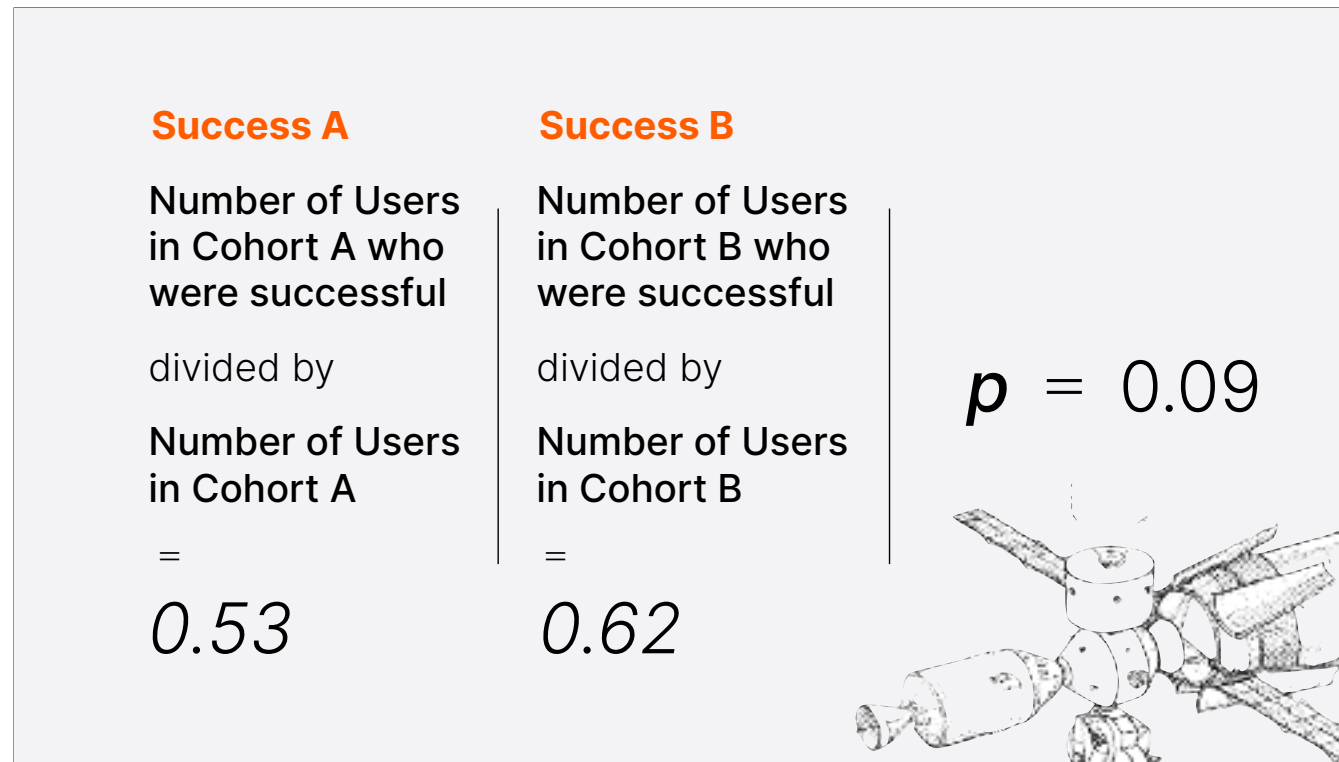 Success A
Number of Users
in Cohort A who
were successful
divided by
Number of Users
in Cohort A
=
0.53
Success B
Number of Users
in Cohort B who
were successful
divided by
Number of Users
in Cohort B
=
0.62
p = 0.09